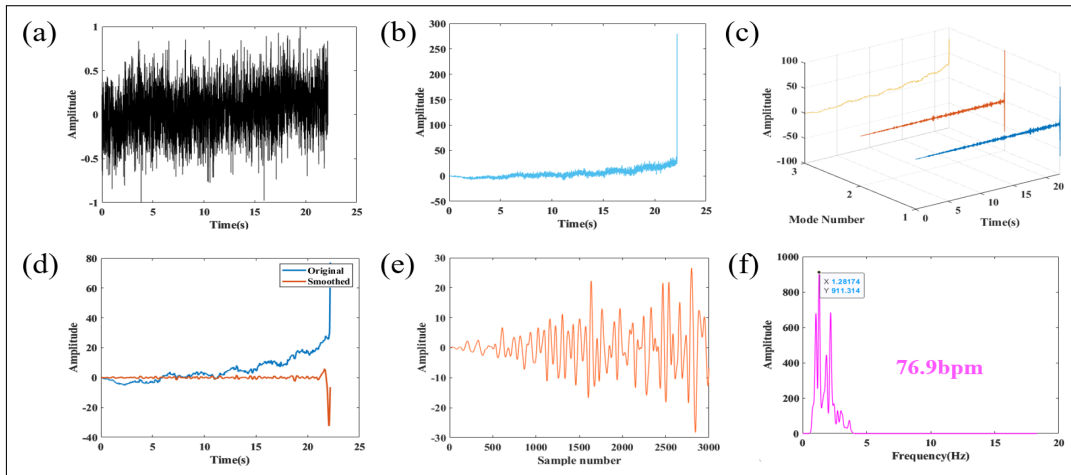 (a)
1
0.5
0
-0.5
-1
Amplitude
0 5 10 15 20 25
Time(s)
(b)
300
250
200
150
100
50
0
-50
Amplitude
0 5 10 15 20 25
Time(s)
(c)
100
50
0
-50
-100
Amplitude
3
2
1
Mode Number
0 5 10 15 20
Time(s)
(d)
80
60
40
20
0
-20
-40
Amplitude
Original
Smoothed
0 5 10 15 20 25
Time(s)
(e)
30
20
10
0
-10
-20
-30
Amplitude
0 500 1000 1500 2000 2500 3000
Sample number
(f)
1000
800
600
400
200
0
Amplitude
X 1.28174
Y 911.314
76.9bpm
0 5 10 15 20
Frequency(Hz)